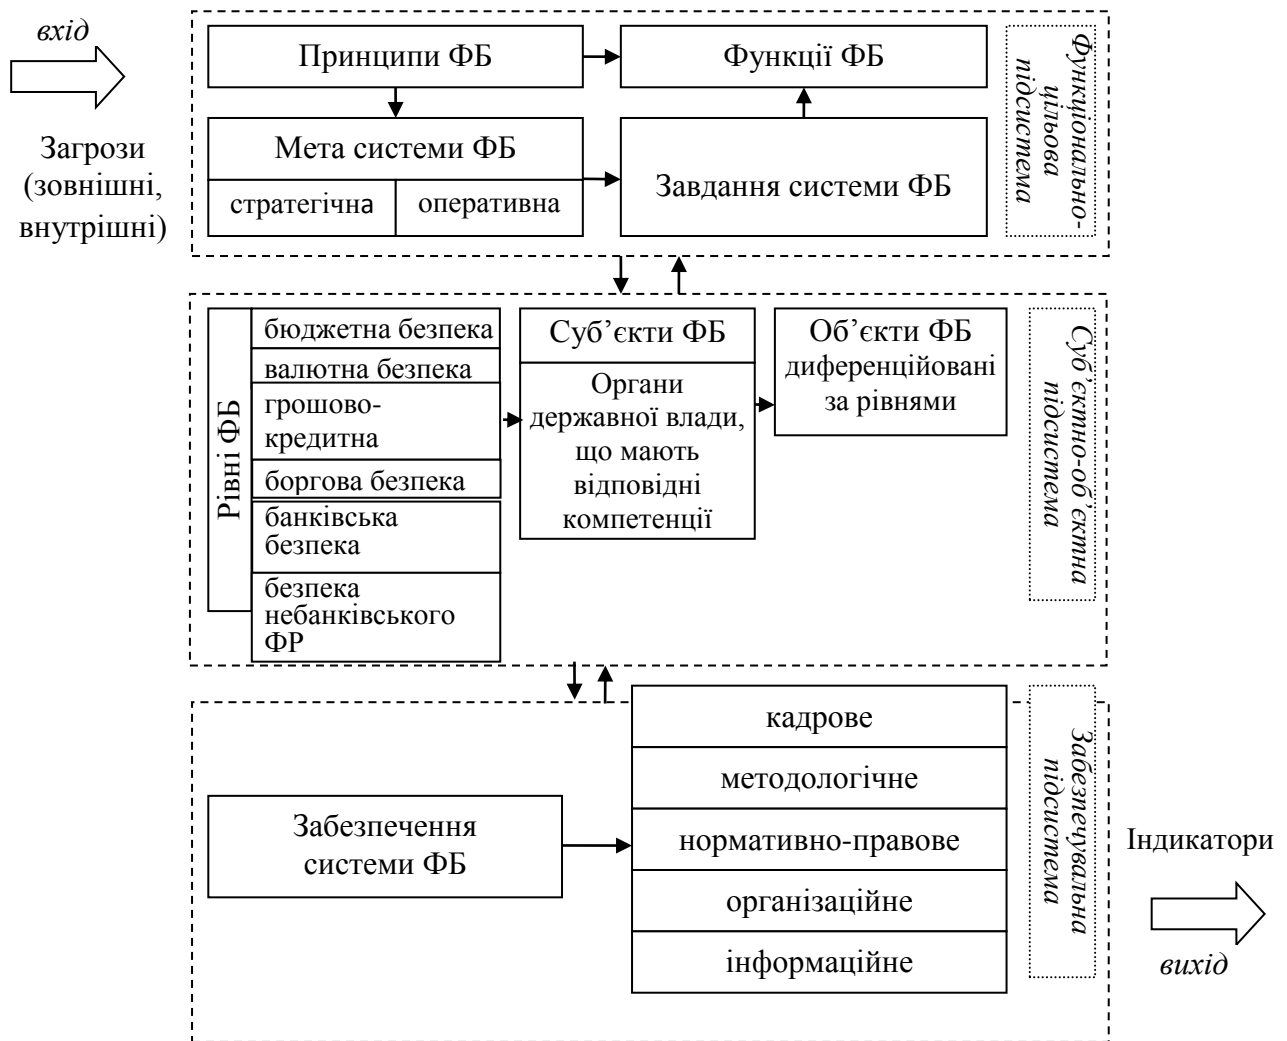 вхід
Загрози
(зовнішні,
внутрішні)
Принципи ФБ
Функції ФБ
Мета системи ФБ
стратегічна
оперативна
Завдання системи ФБ
Функціонально-
цільова
підсистема
Рівні ФБ
бюджетна безпека
валютна безпека
грошово-
кредитна
боргова безпека
банківська
безпека
безпека
небанківського
ФР
Суб’єкти ФБ
Органи
державної влади,
що мають
відповідні
компетенції
Об’єкти ФБ
диференційовані
за рівнями
Суб’єктно-об’єктна
підсистема
Забезпечення
системи ФБ
кадрове
методологічне
нормативно-правове
організаційне
інформаційне
Забезпечувальна
підсистема
Індикатори
вихід